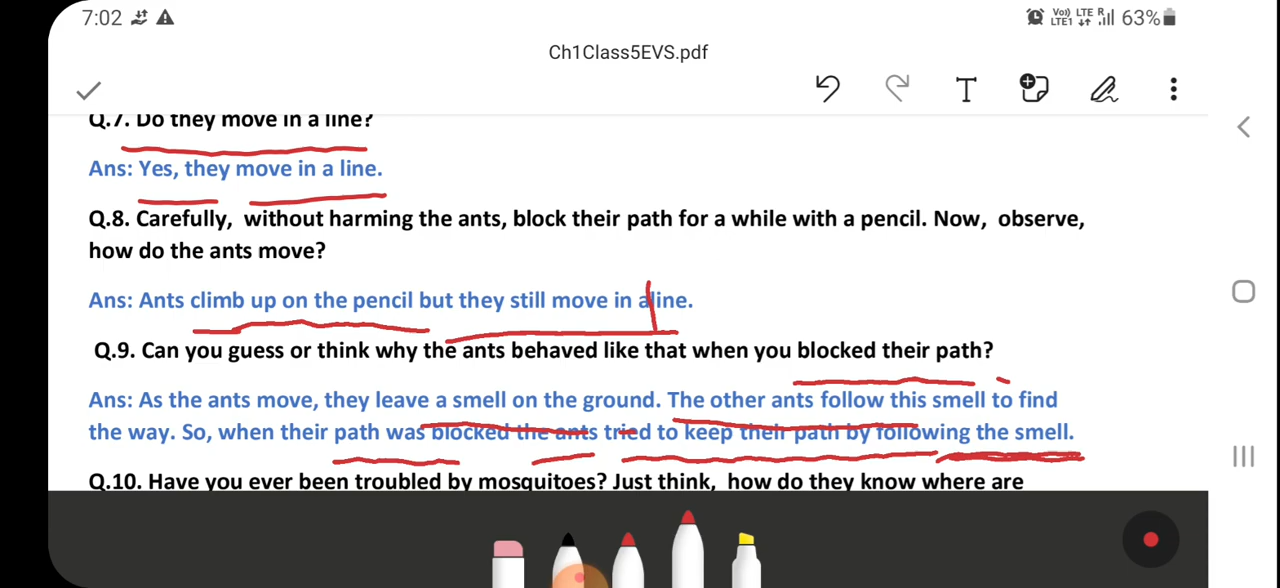 7:02 Vo)) LTE R 63%
LTE1
Ch1Class5EVS.pdf
T
Q.7. Do they move in a line?
Ans: Yes, they move in a line.
Q.8. Carefully, without harming the ants, block their path for a while with a pencil. Now, observe,
how do the ants move?
Ans: Ants climb up on the pencil but they still move in a line.
Q.9. Can you guess or think why the ants behaved like that when you blocked their path?
Ans: As the ants move, they leave a smell on the ground. The other ants follow this smell to find
the way. So, when their path was blocked the ants tried to keep their path by following the smell.
Q.10. Have you ever been troubled by mosquitoes? Just think, how do they know where are